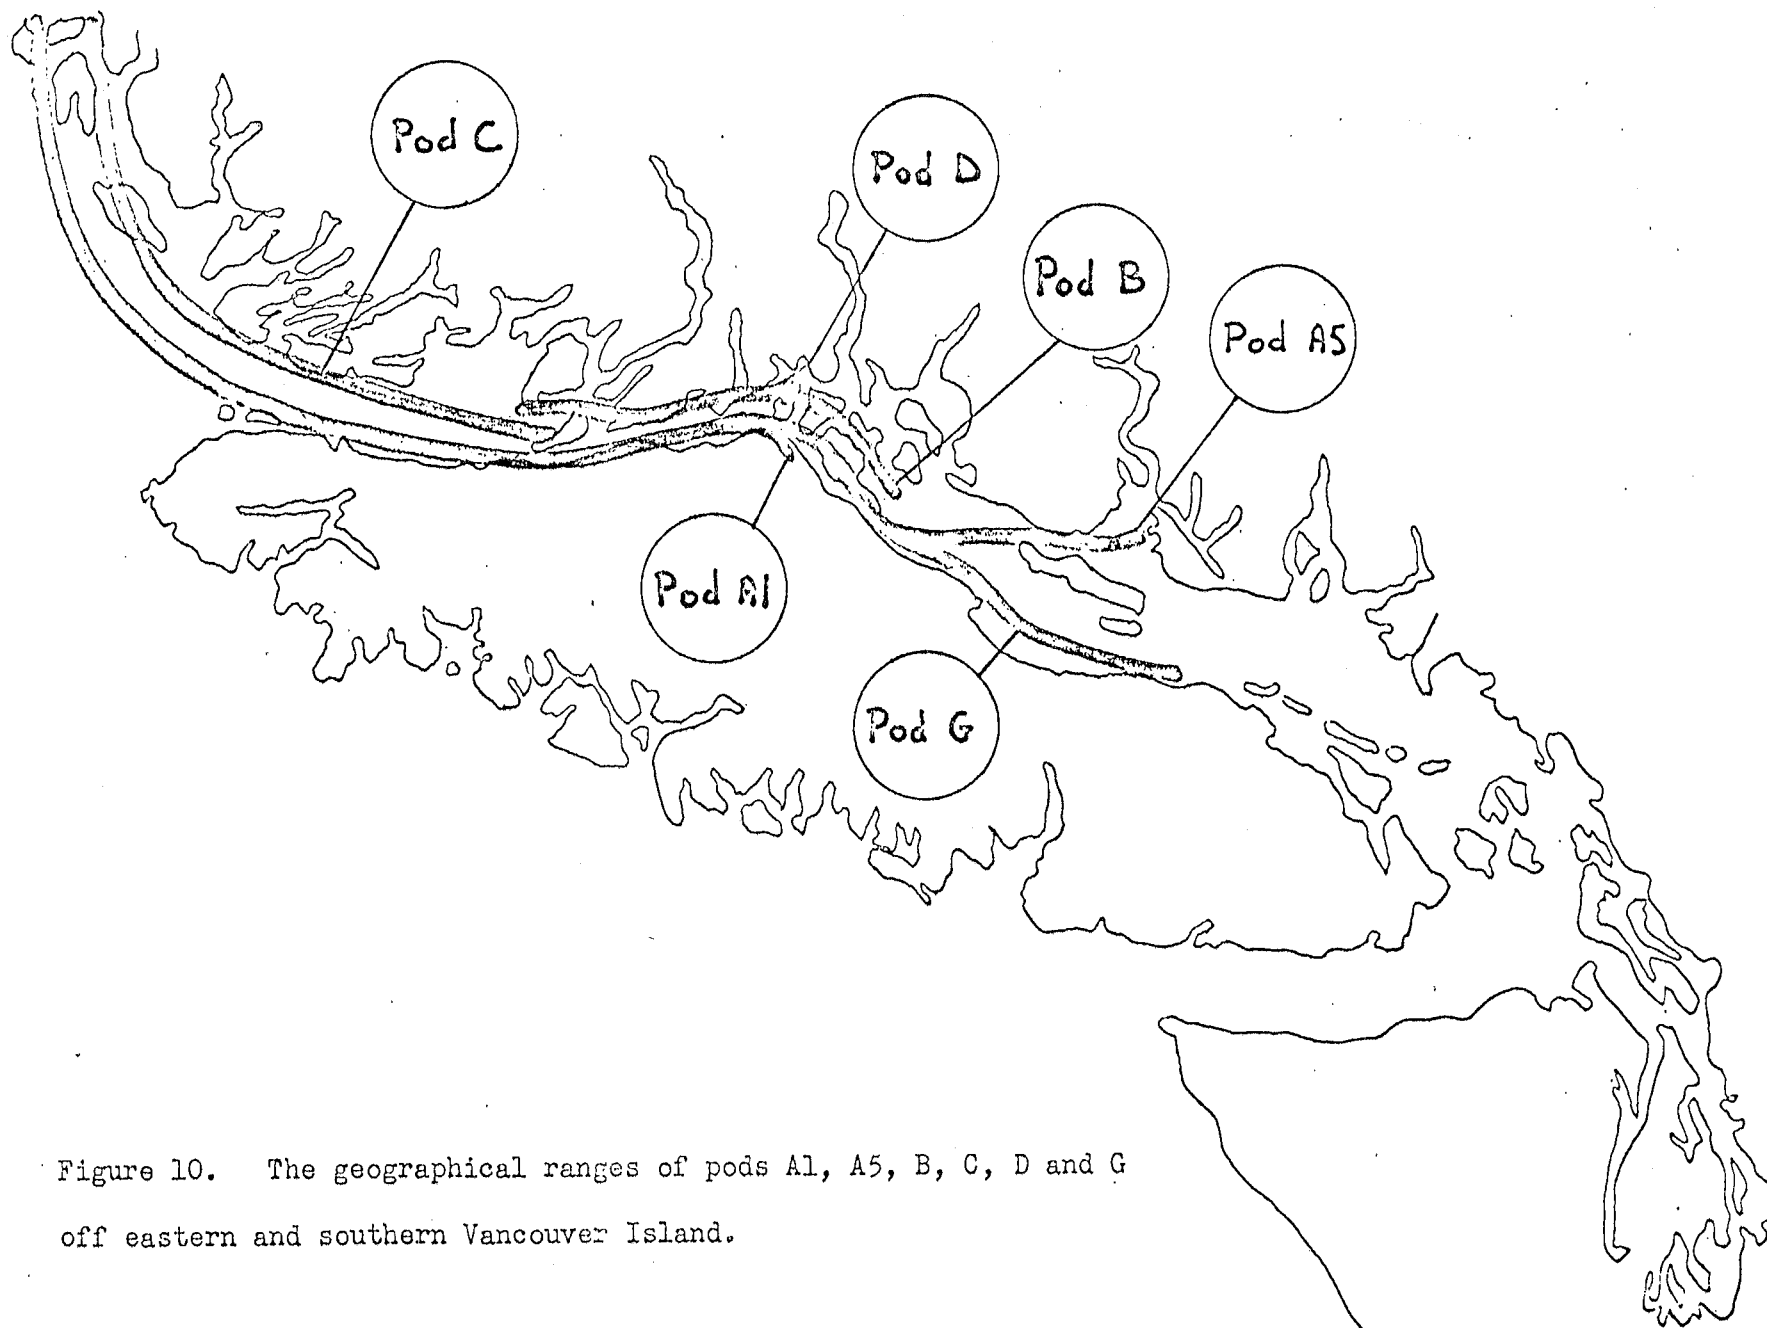 Pod C
Pod D
Pod B
Pod A5
Pod A1
Pod G
Figure 10. The geographical ranges of pods A1, A5, B, C, D and G
off eastern and southern Vancouver Island.